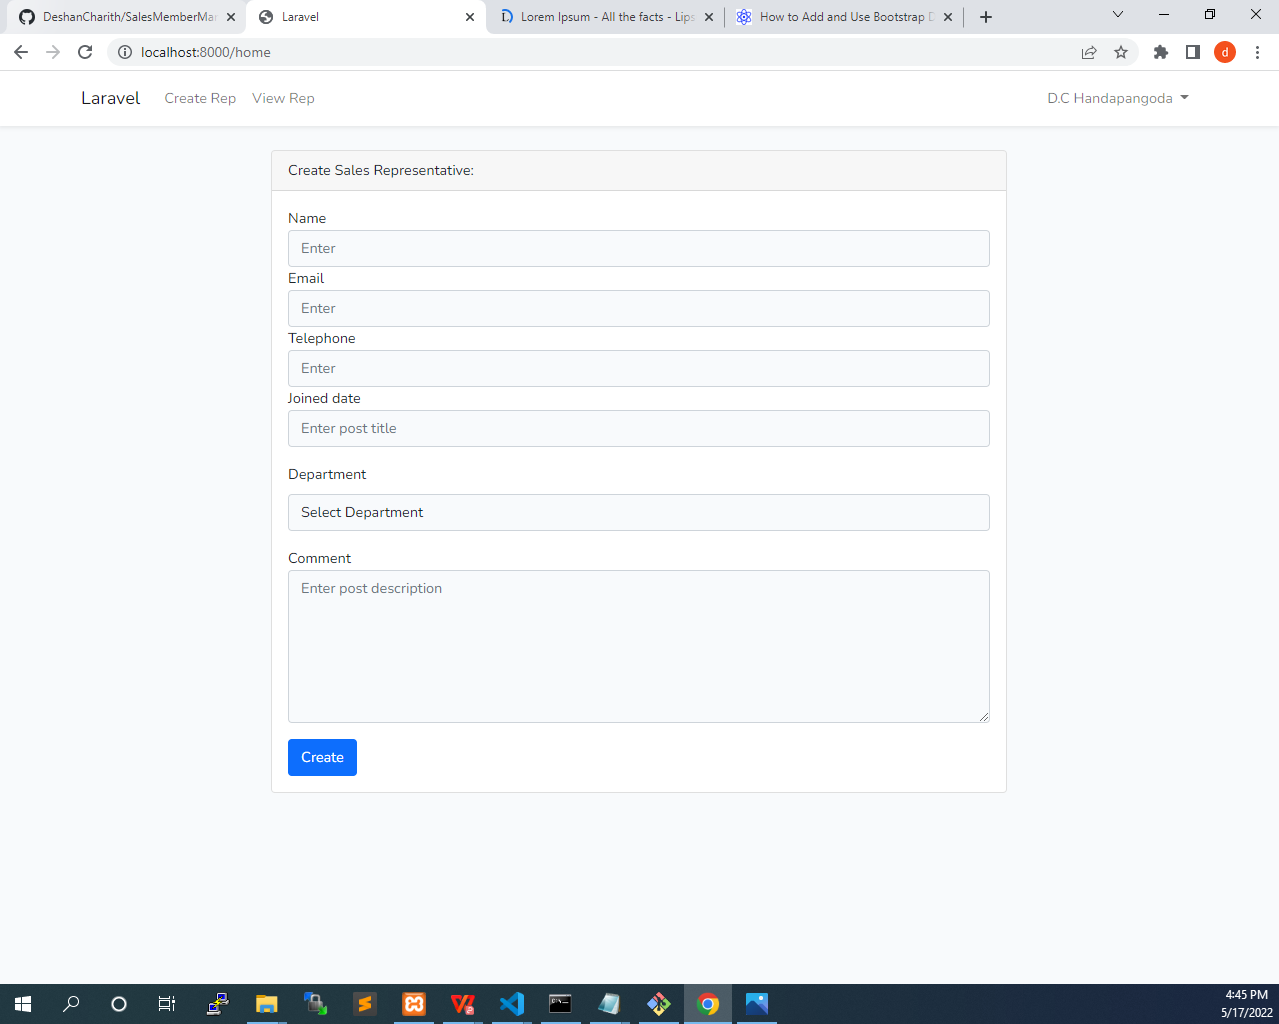 DeshanCharith/SalesMemberMar
Laravel
Lorem Ipsum - All the facts - Lips
How to Add and Use Bootstrap D
localhost:8000/home
d
Laravel
Create Rep
View Rep
D.C Handapangoda
Create Sales Representative:
Name
Enter
Email
Enter
Telephone
Enter
Joined date
Enter post title
Department
Select Department
Comment
Enter post description
Create
4:45 PM
5/17/2022